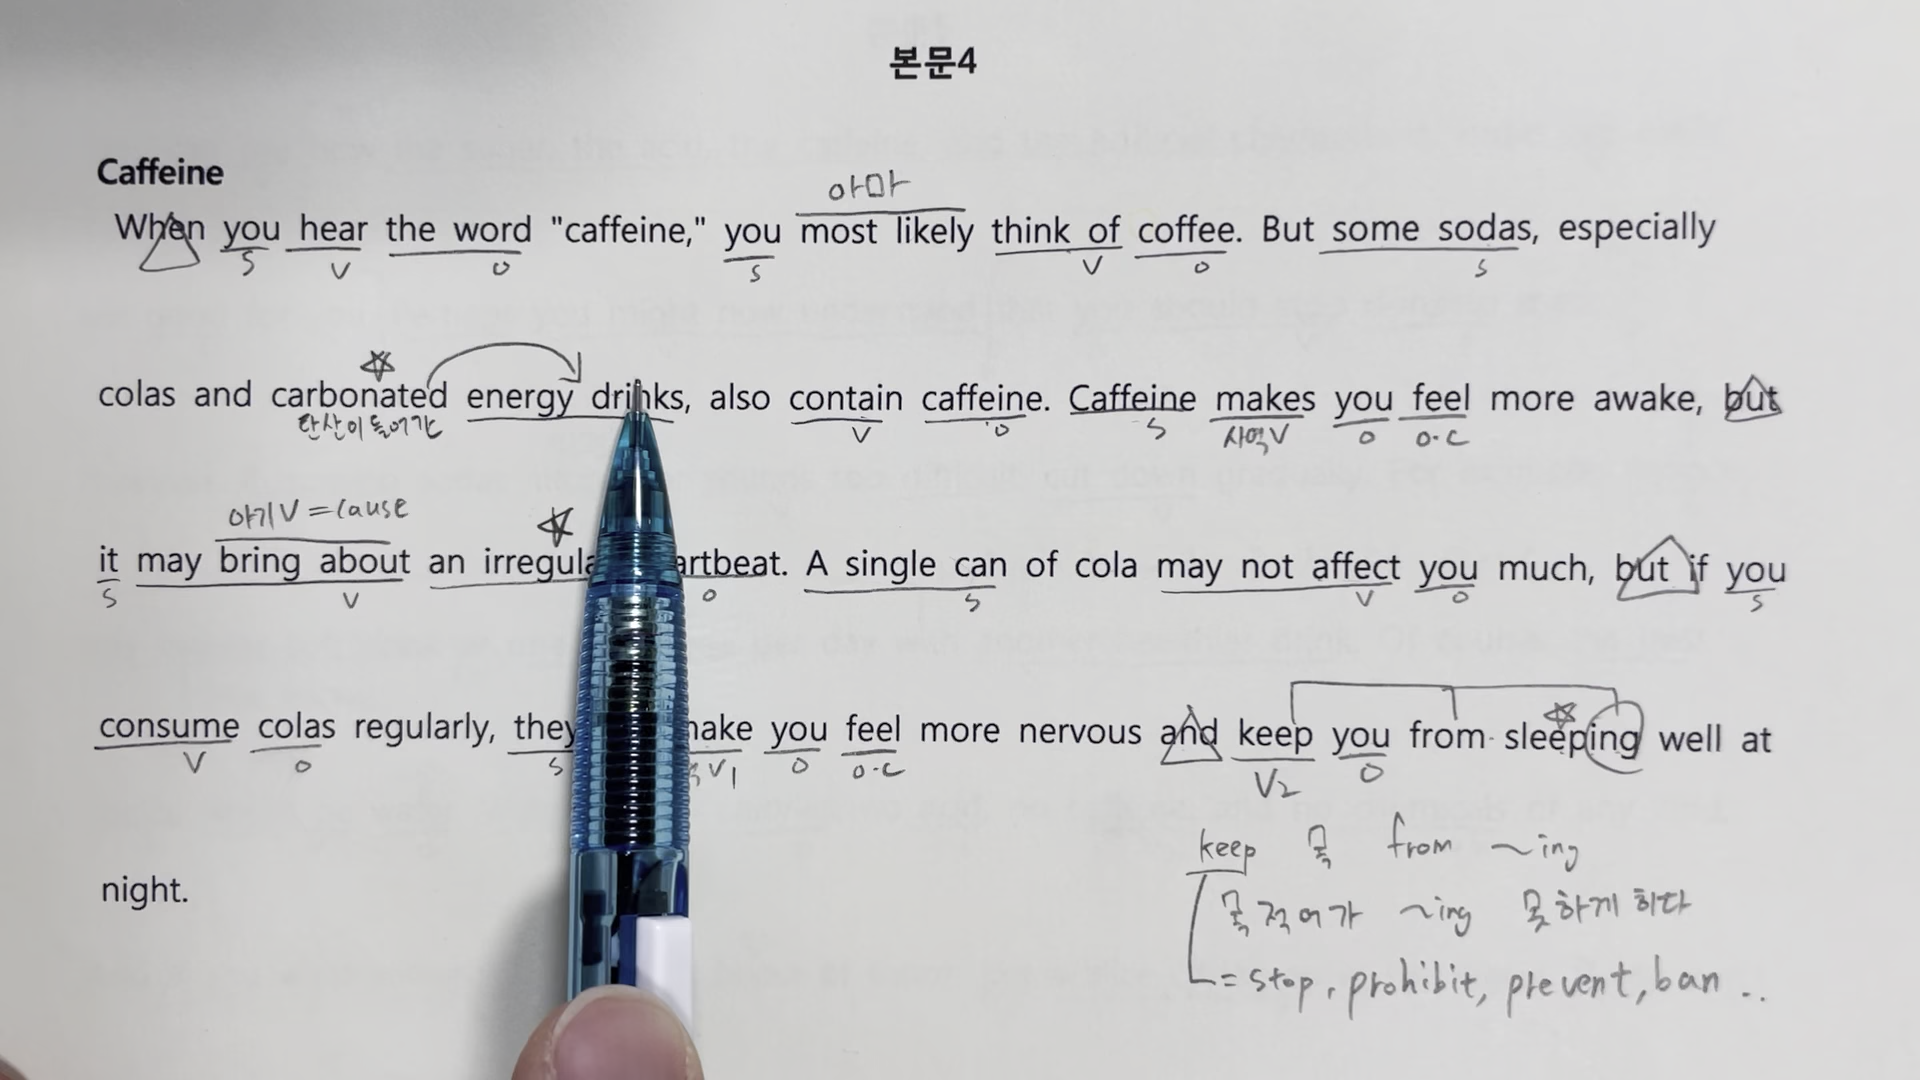 본문4
Caffeine
아마
When you hear the word "caffeine," you most likely think of coffee. But some sodas, especially
S V O S V O S
colas and carbonated energy drinks, also contain caffeine. Caffeine makes you feel more awake, but
탄산이 들어간 V O S 사역V O O.C
야기V = cause
it may bring about an irregular heartbeat. A single can of cola may not affect you much, but if you
S V O S V O S
consume colas regularly, they make you feel more nervous and keep you from sleeping well at
V O S V1 O O.C V2 O
night.
keep 목 from ~ing
목적어가 ~ing 못하게 하다
= stop, prohibit, prevent, ban ..